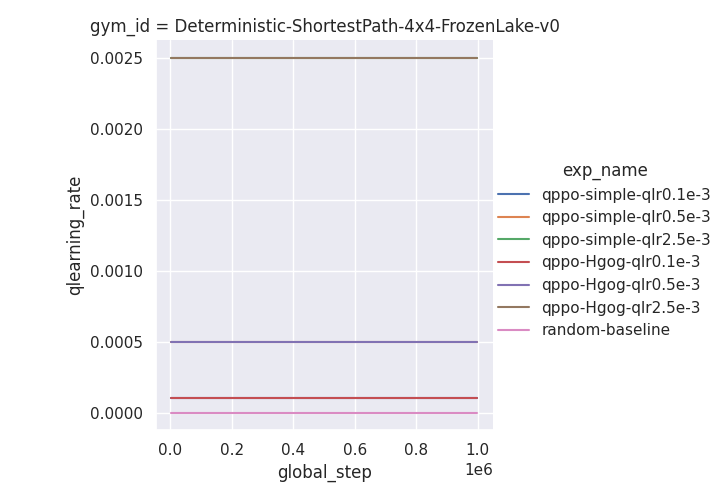 gym_id = Deterministic-ShortestPath-4x4-FrozenLake-v0
0.0025
0.0020
0.0015
0.0010
0.0005
0.0000
qlearning_rate
0.0 0.2 0.4 0.6 0.8 1.0
1e6
global_step
exp_name
qppo-simple-qlr0.1e-3
qppo-simple-qlr0.5e-3
qppo-simple-qlr2.5e-3
qppo-Hgog-qlr0.1e-3
qppo-Hgog-qlr0.5e-3
qppo-Hgog-qlr2.5e-3
random-baseline